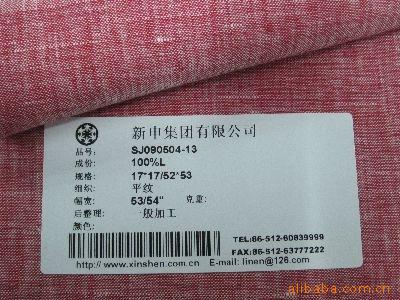 新申集团有限公司
品号: SJ090504-13
成份: 100%L
规格: 17*17/52*53
细织: 平纹
幅宽: 53/54" 克重:
后整理: 一般加工
颜色:
TEL:86-512-60839999
FAX:86-512-63777222
http://www.xinshen.com.cn E-mail: linen@126.com
alibaba.com.cn